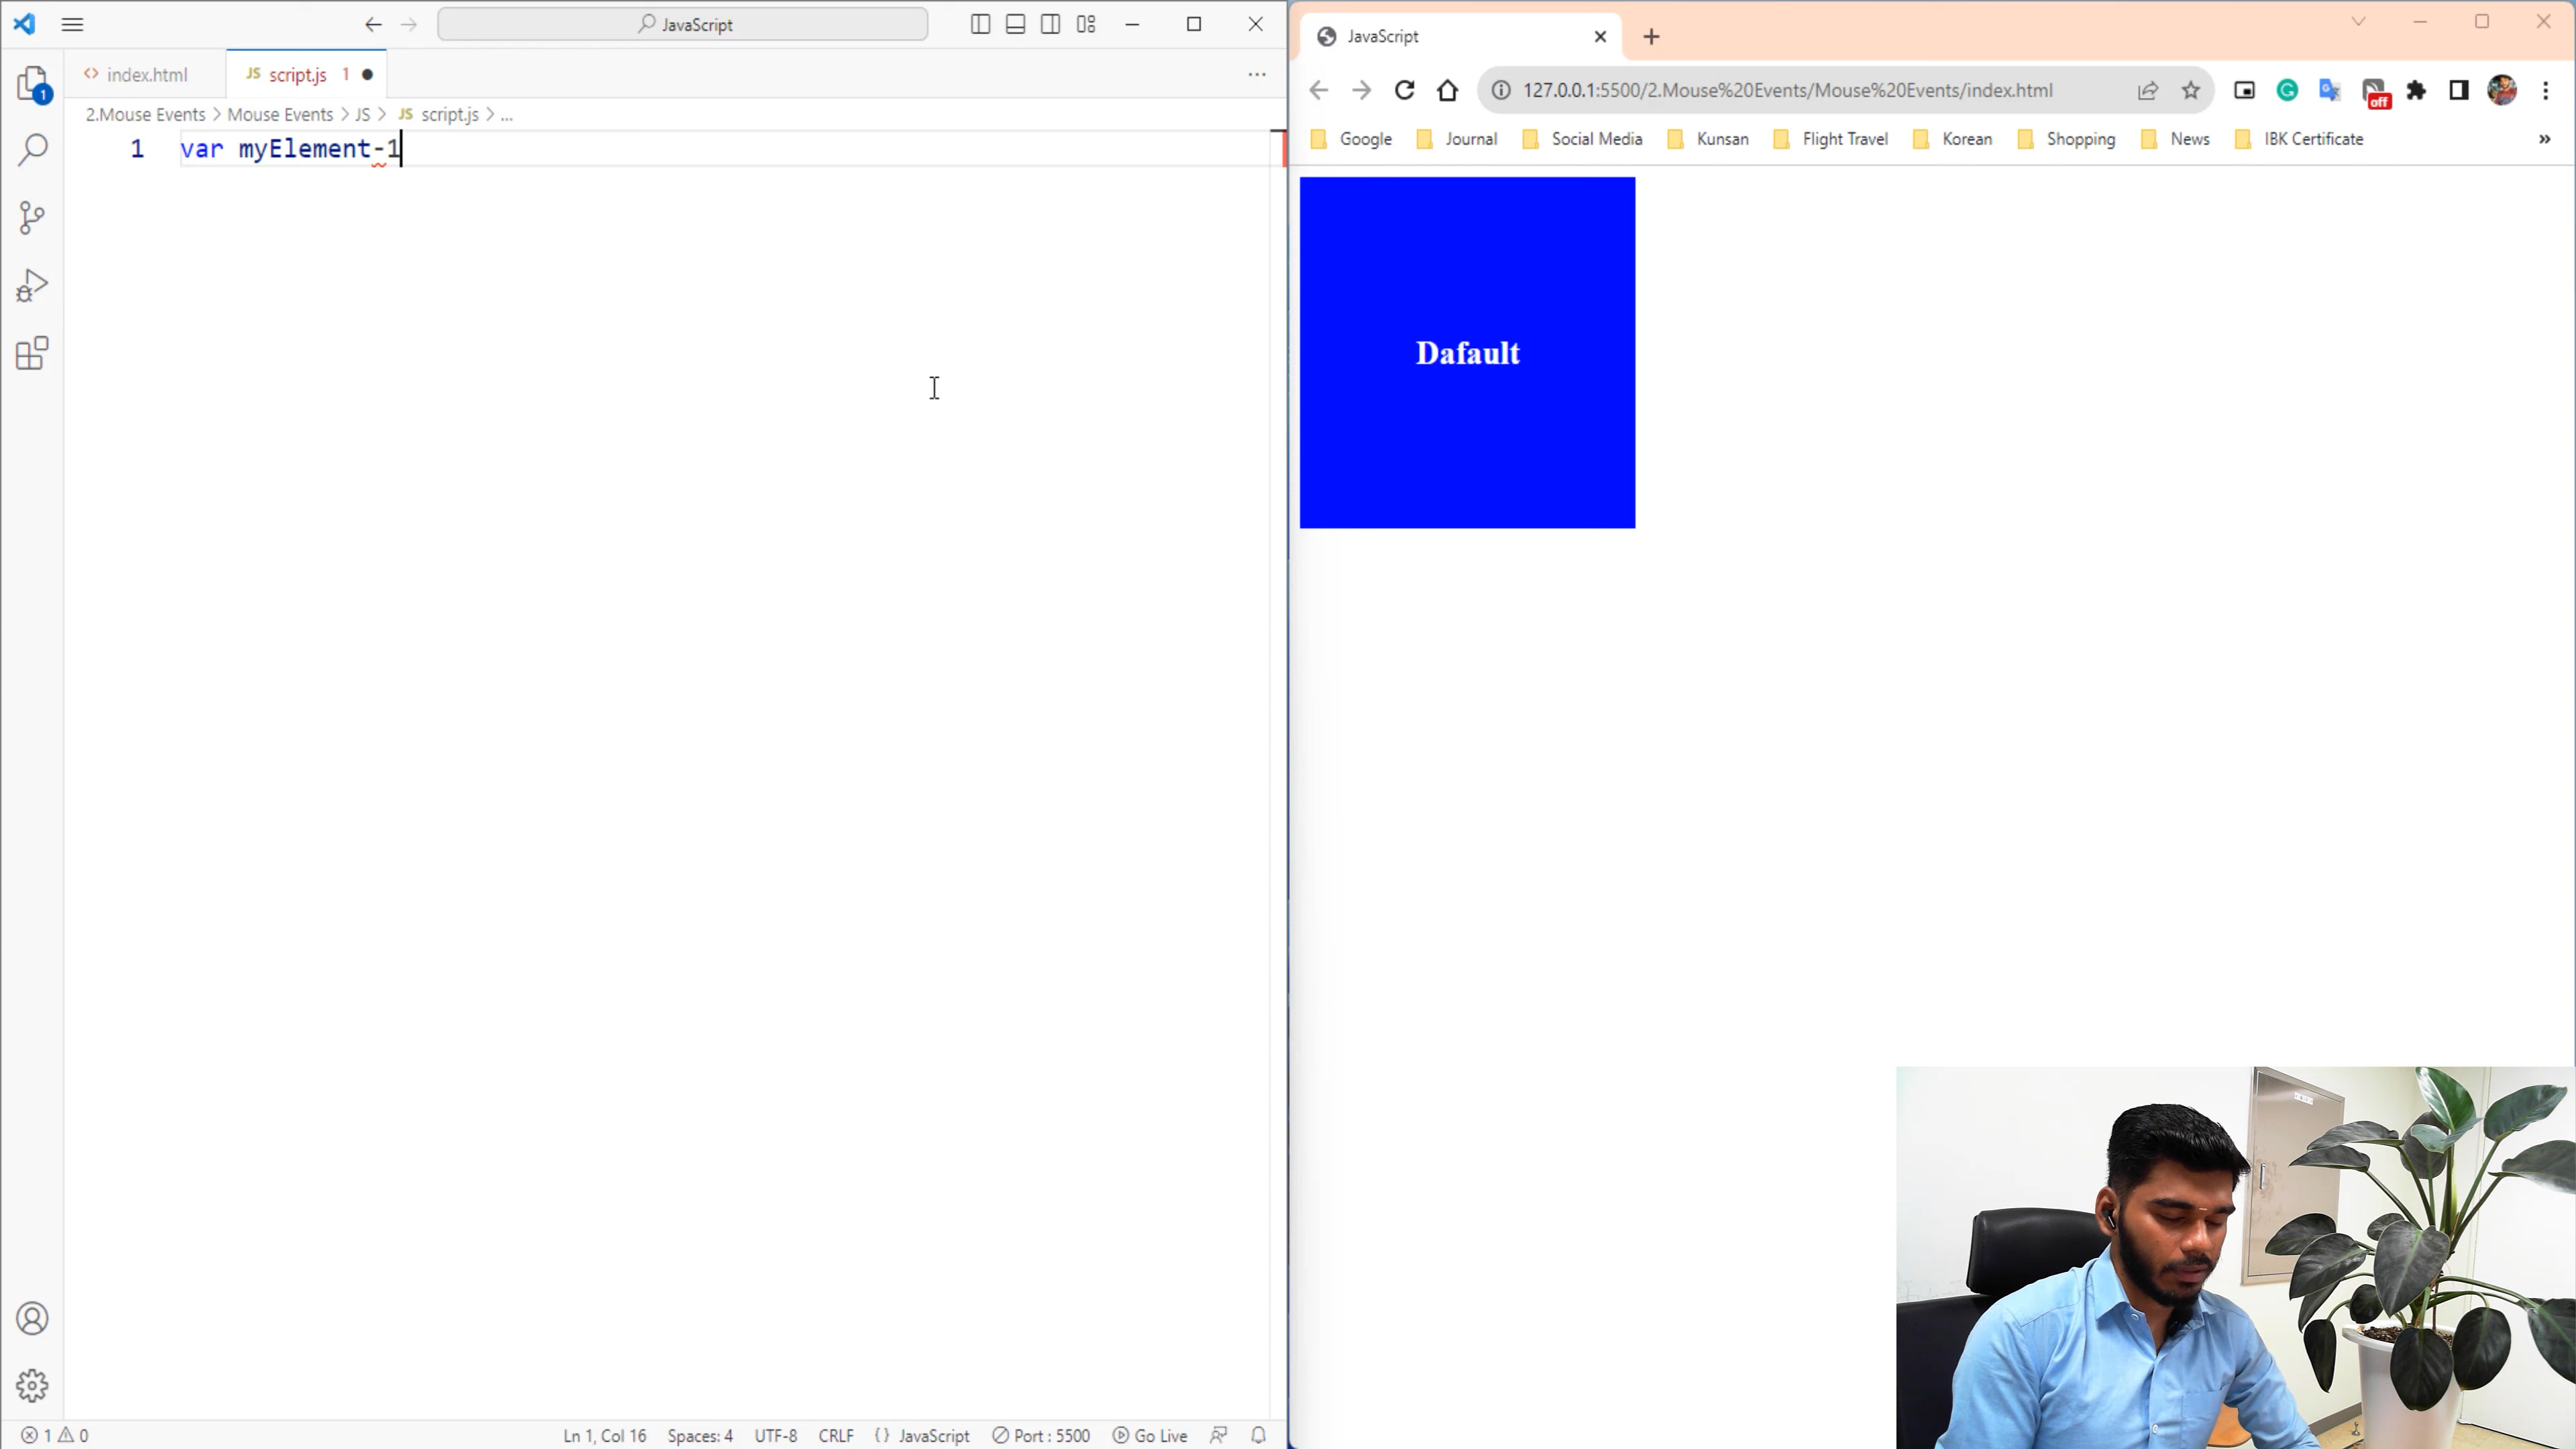 JavaScript
index.html
JS script.js 1
2.Mouse Events > Mouse Events > JS > JS script.js > ...
1 var myElement-1
1 0
Ln 1, Col 16 Spaces: 4 UTF-8 CRLF {} JavaScript Port : 5500 Go Live
JavaScript
127.0.0.1:5500/2.Mouse%20Events/Mouse%20Events/index.html
off
Google Journal Social Media Kunsan Flight Travel Korean Shopping News IBK Certificate »
Dafault